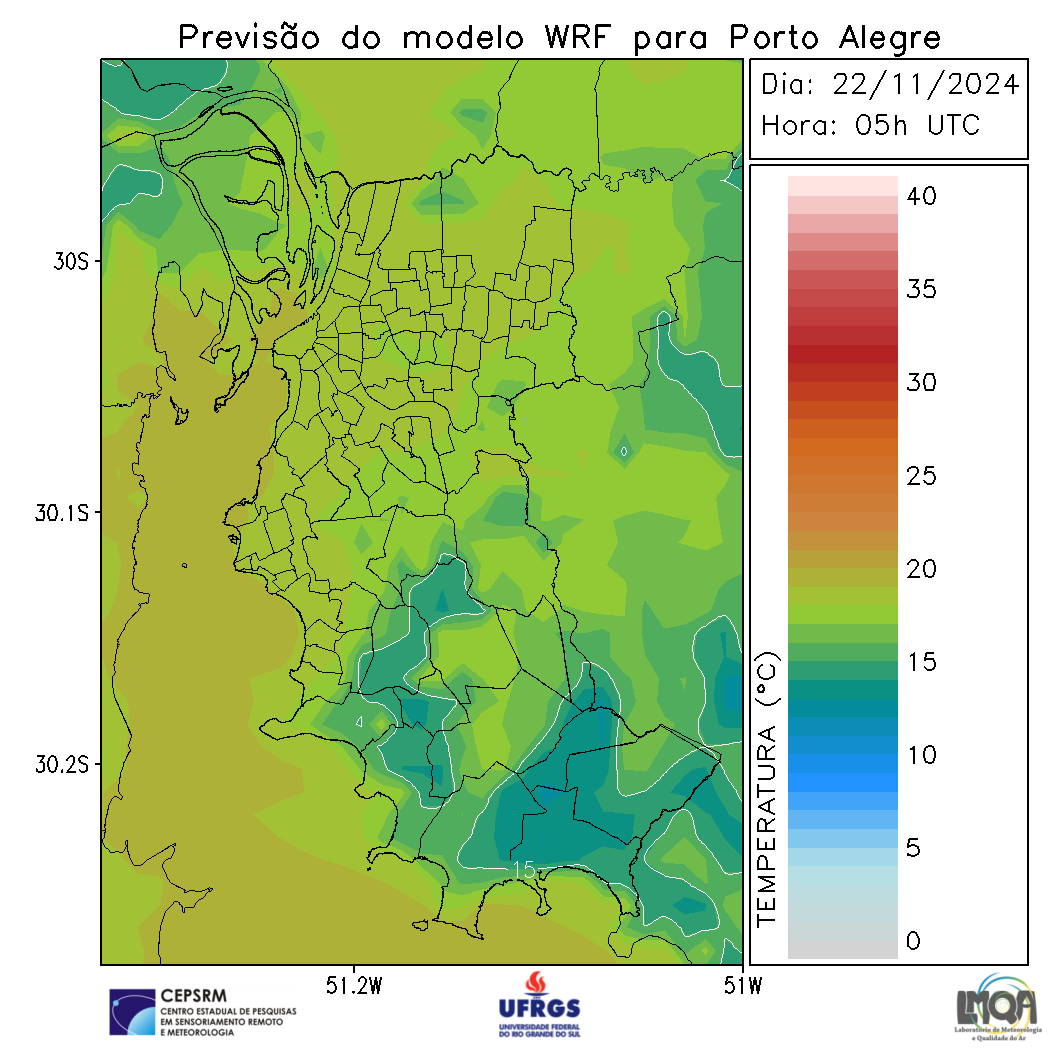 Previsão do modelo WRF para Porto Alegre
Dia: 22/11/2024
Hora: 05h UTC
40
35
30
25
20
15
10
5
0
TEMPERATURA (°C)
30S
30.1S
30.2S
51.2W
51W
0
4
15
CEPSRM
CENTRO ESTADUAL DE PESQUISAS
EM SENSORIAMENTO REMOTO
E METEOROLOGIA
UFRGS
UNIVERSIDADE FEDERAL
DO RIO GRANDE DO SUL
LMQA
Laboratório de Meteorologia
e Qualidade do Ar